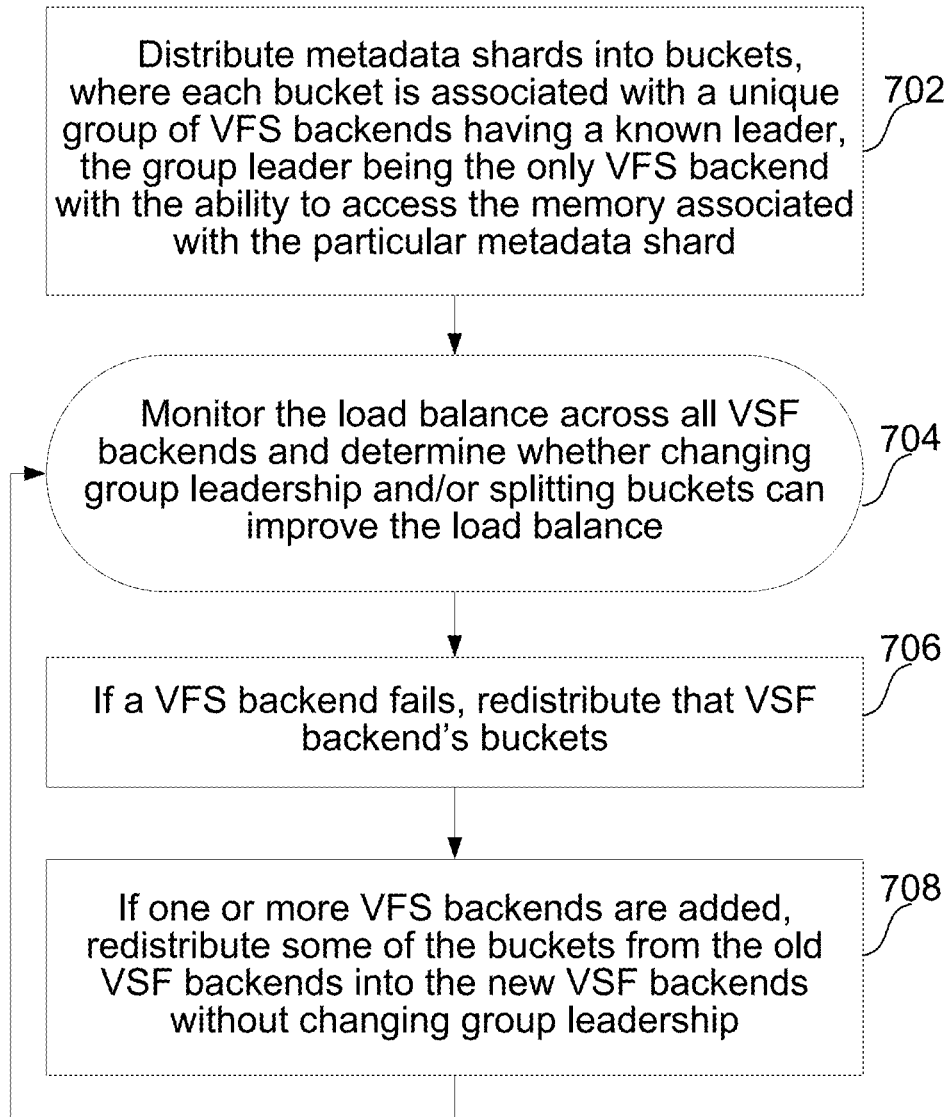 Distribute metadata shards into buckets,
where each bucket is associated with a unique
group of VFS backends having a known leader,
the group leader being the only VFS backend
with the ability to access the memory associated
with the particular metadata shard
702
Monitor the load balance across all VSF
backends and determine whether changing
group leadership and/or splitting buckets can
improve the load balance
704
706
If a VFS backend fails, redistribute that VSF
backend's buckets
708
If one or more VFS backends are added,
redistribute some of the buckets from the old
VSF backends into the new VSF backends
without changing group leadership